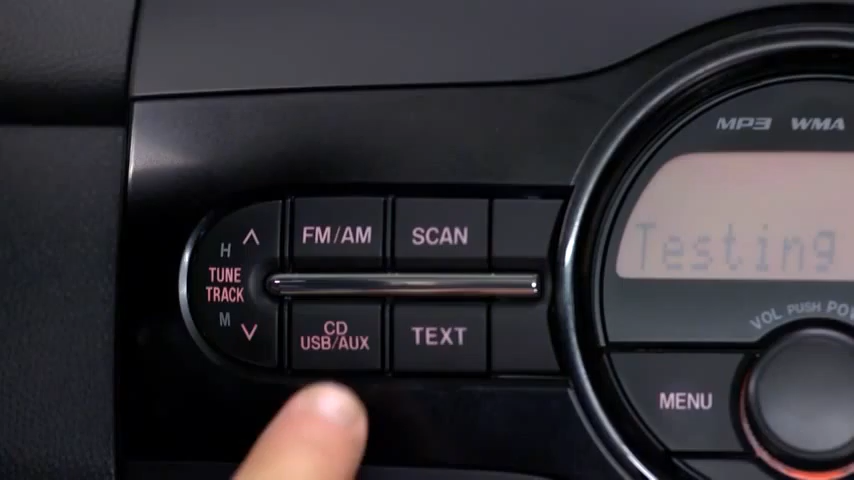 MP3 WMA
FM/AM SCAN
H
TUNE
TRACK
M
CD
USB/AUX
TEXT
Testing
VOL PUSH
MENU